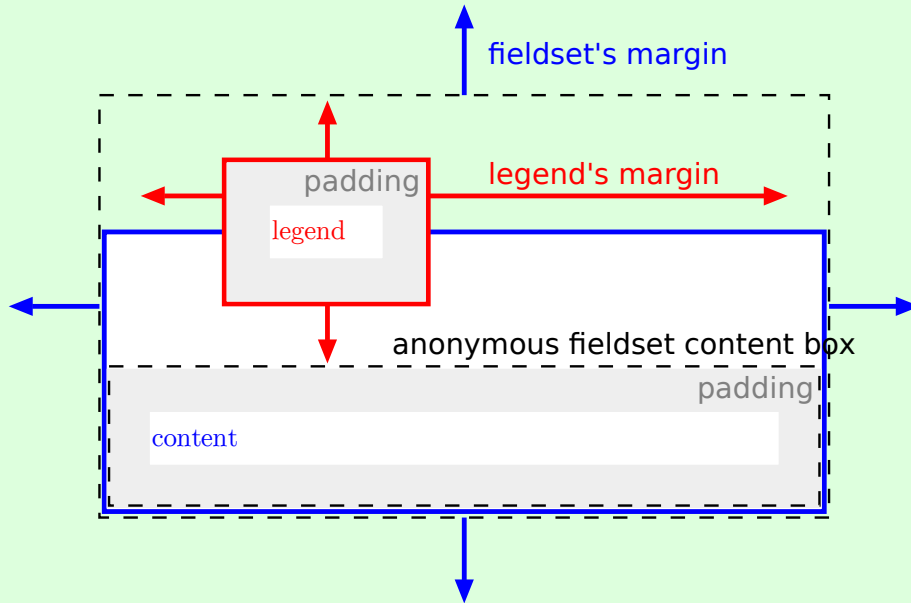 fieldset's margin
legend's margin
padding
legend
anonymous fieldset content box
padding
content